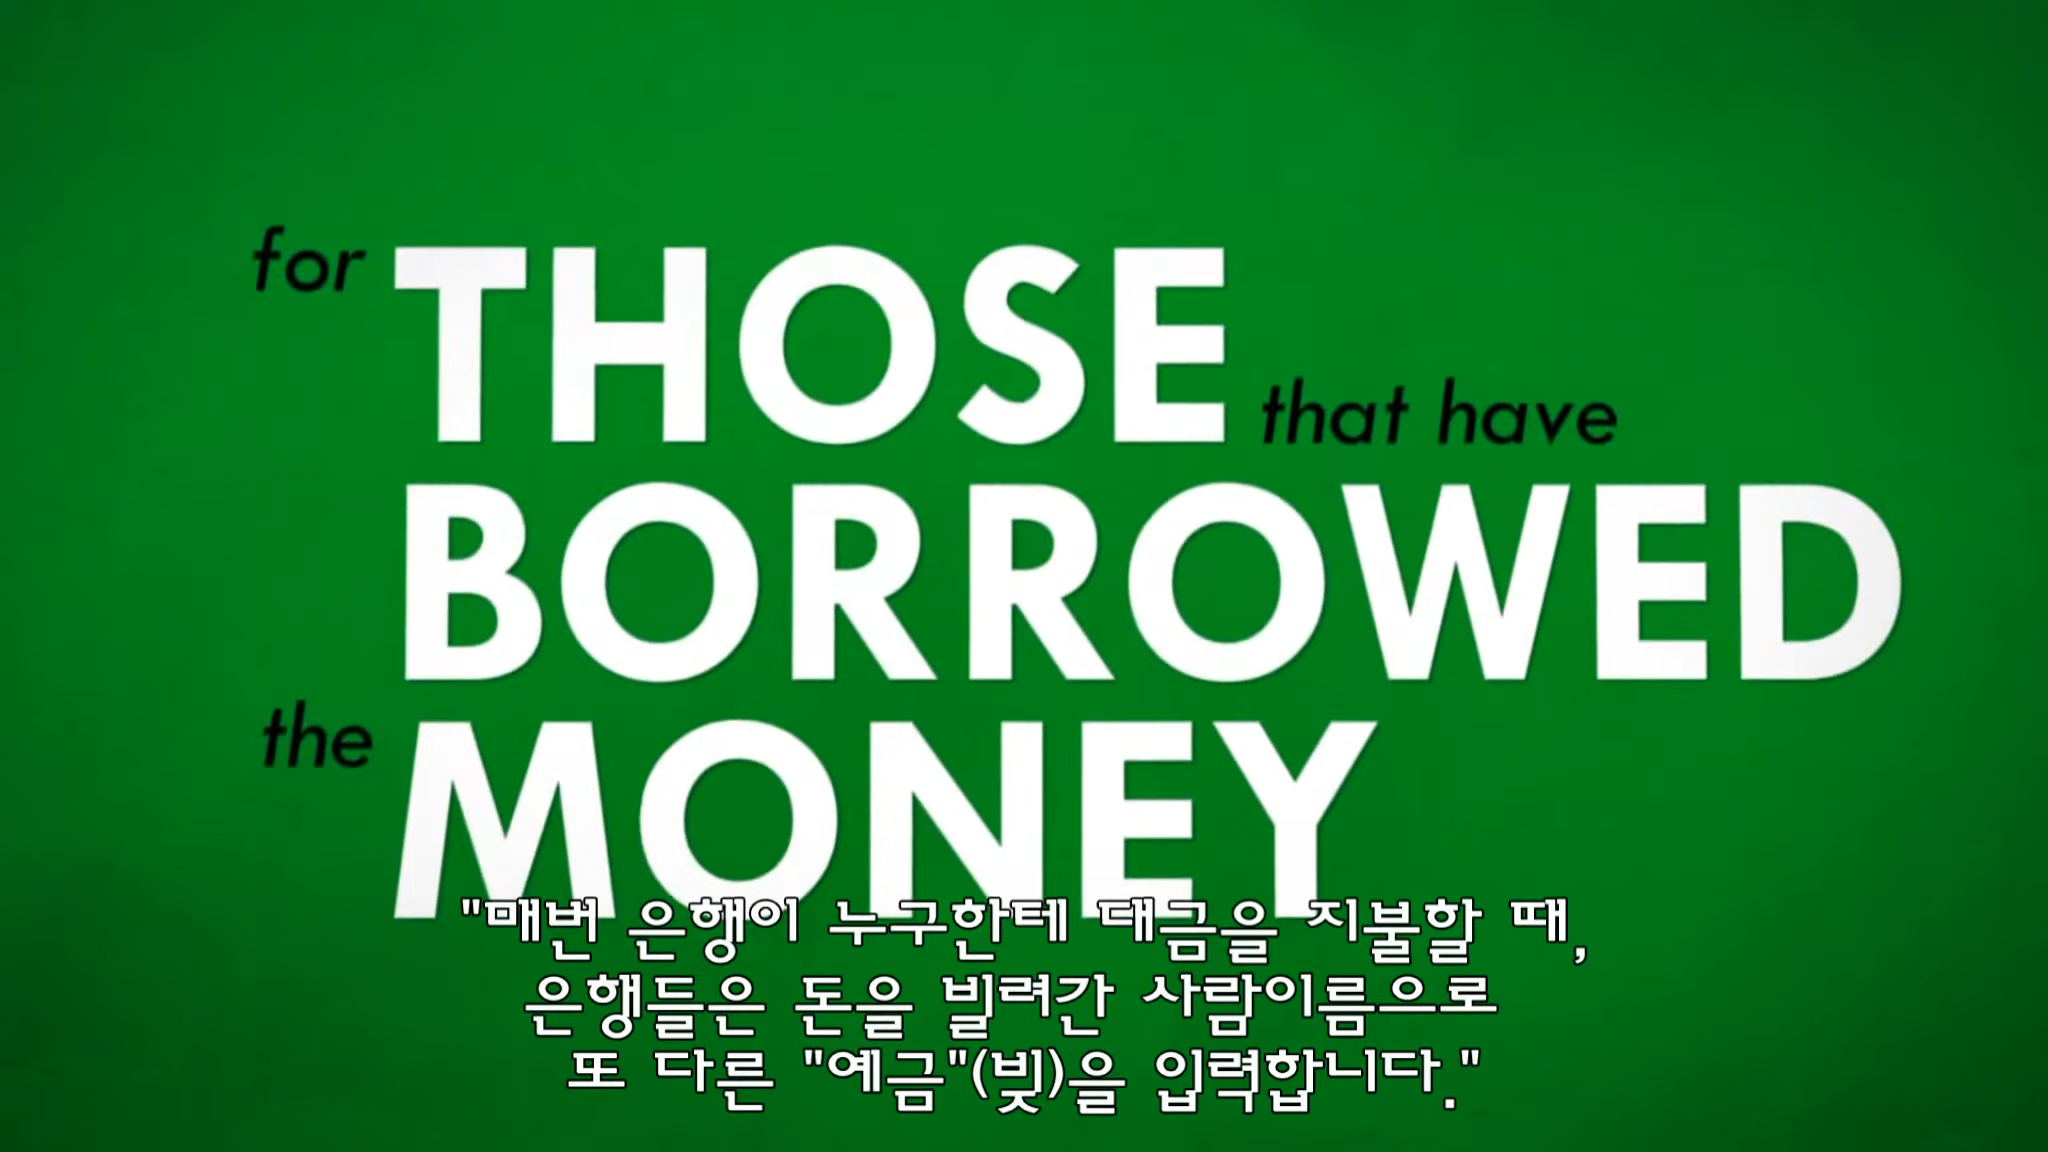 for THOSE that have
BORROWED
the MONEY
"매번 은행이 누구한테 대금을 지불할 때,
은행들은 돈을 빌려간 사람이름으로
또 다른 "예금"(빚)을 입력합니다."